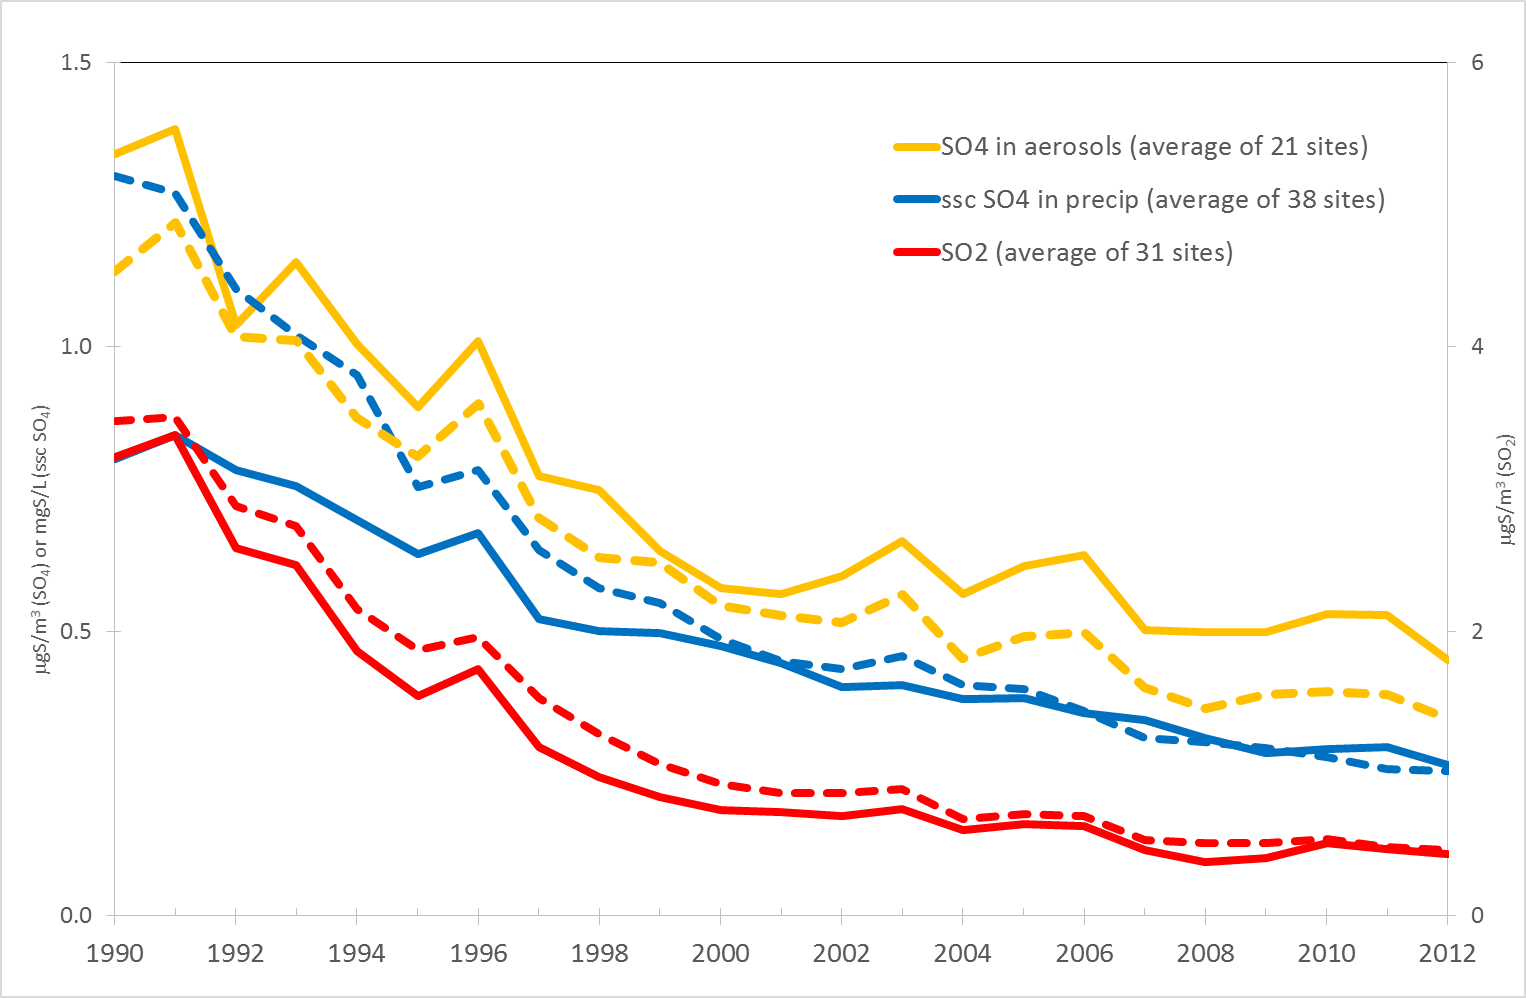 1.5
6
SO4 in aerosols (average of 21 sites)
ssc SO4 in precip (average of 38 sites)
SO2 (average of 31 sites)
1.0
4
µgS/m³ (SO₄) or mgS/L (ssc SO₄)
µgS/m³ (SO₂)
0.5
2
0.0
0
1990 1992 1994 1996 1998 2000 2002 2004 2006 2008 2010 2012